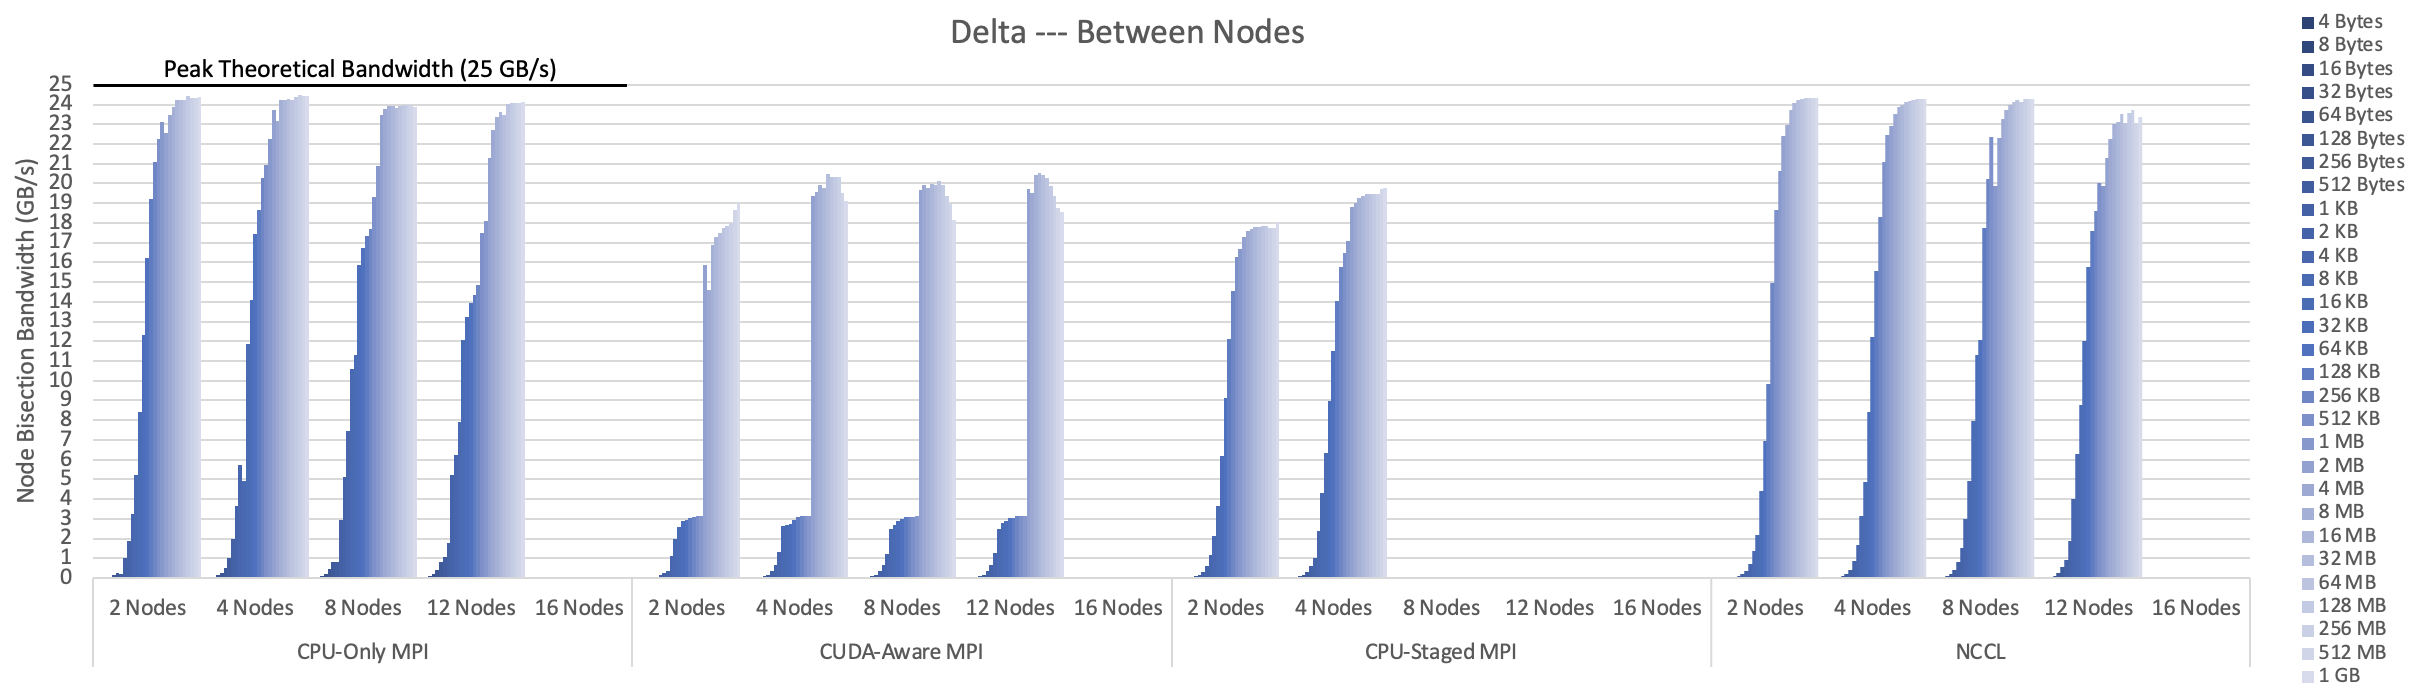 Delta --- Between Nodes
Peak Theoretical Bandwidth (25 GB/s)
Node Bisection Bandwidth (GB/s)
25
24
23
22
21
20
19
18
17
16
15
14
13
12
11
10
9
8
7
6
5
4
3
2
1
0
2 Nodes 4 Nodes 8 Nodes 12 Nodes 16 Nodes 2 Nodes 4 Nodes 8 Nodes 12 Nodes 16 Nodes 2 Nodes 4 Nodes 8 Nodes 12 Nodes 16 Nodes 2 Nodes 4 Nodes 8 Nodes 12 Nodes 16 Nodes
CPU-Only MPI CUDA-Aware MPI CPU-Staged MPI NCCL
4 Bytes
8 Bytes
16 Bytes
32 Bytes
64 Bytes
128 Bytes
256 Bytes
512 Bytes
1 KB
2 KB
4 KB
8 KB
16 KB
32 KB
64 KB
128 KB
256 KB
512 KB
1 MB
2 MB
4 MB
8 MB
16 MB
32 MB
64 MB
128 MB
256 MB
512 MB
1 GB